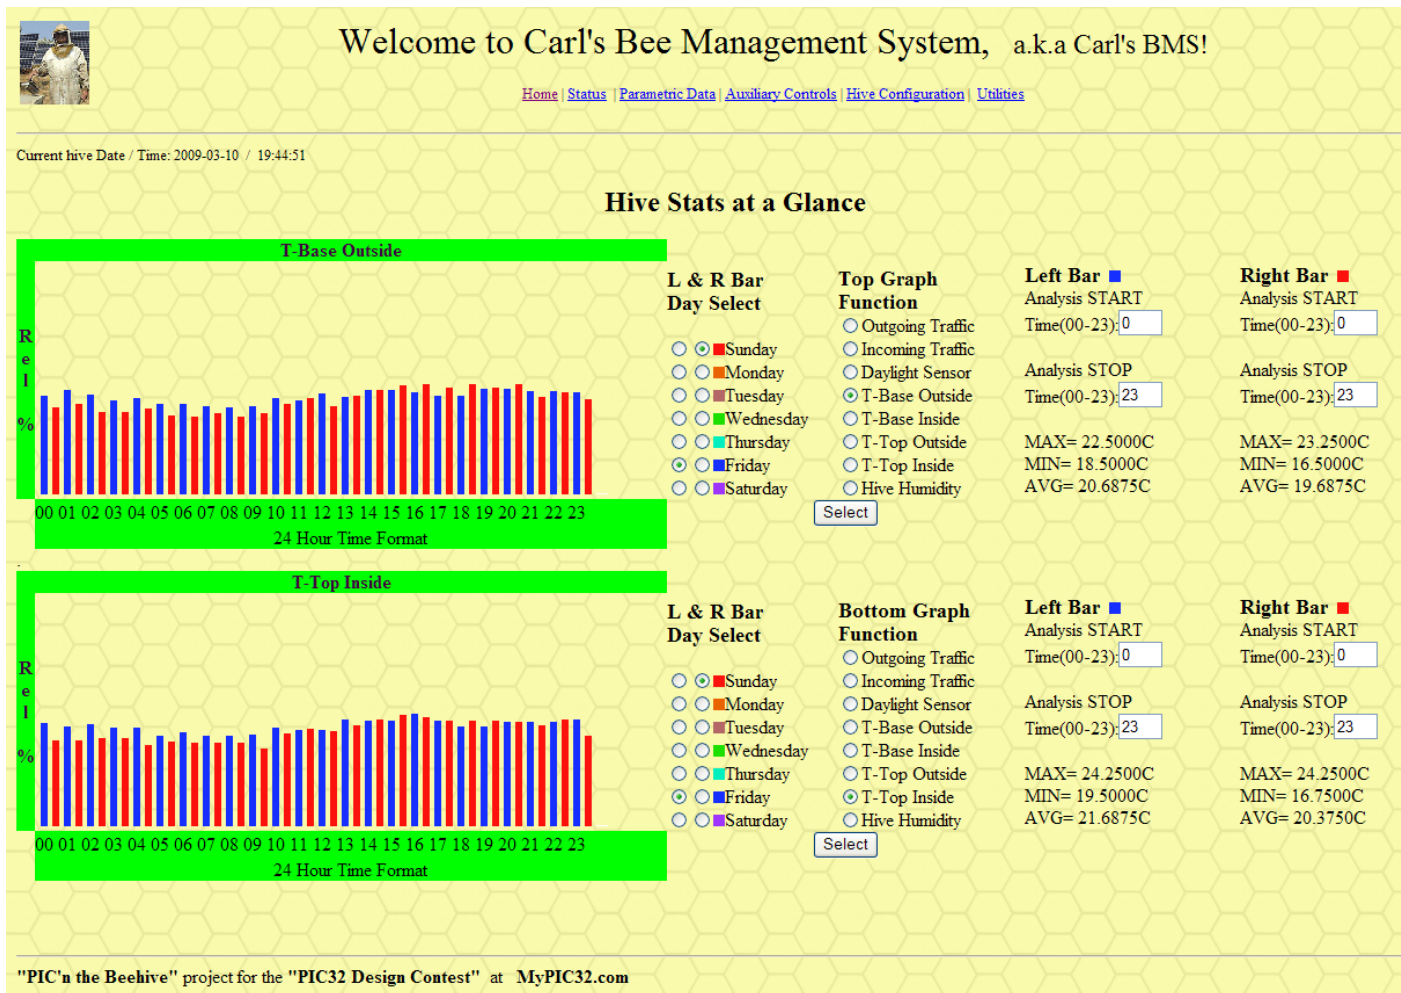 Welcome to Carl's Bee Management System, a.k.a Carl's BMS!
Home | Status | Parametric Data | Auxiliary Controls | Hive Configuration | Utilities
Current hive Date / Time: 2009-03-10 / 19:44:51
Hive Stats at a Glance
T-Base Outside
Rel %
00 01 02 03 04 05 06 07 08 09 10 11 12 13 14 15 16 17 18 19 20 21 22 23
24 Hour Time Format
L & R Bar
Day Select
Sunday
Monday
Tuesday
Wednesday
Thursday
Friday
Saturday
Top Graph
Function
Outgoing Traffic
Incoming Traffic
Daylight Sensor
T-Base Outside
T-Base Inside
T-Top Outside
T-Top Inside
Hive Humidity
Select
Left Bar
Analysis START
Time(00-23): 0
Analysis STOP
Time(00-23): 23
MAX= 22.5000C
MIN= 18.5000C
AVG= 20.6875C
Right Bar
Analysis START
Time(00-23): 0
Analysis STOP
Time(00-23): 23
MAX= 23.2500C
MIN= 16.5000C
AVG= 19.6875C
T-Top Inside
Rel %
00 01 02 03 04 05 06 07 08 09 10 11 12 13 14 15 16 17 18 19 20 21 22 23
24 Hour Time Format
L & R Bar
Day Select
Sunday
Monday
Tuesday
Wednesday
Thursday
Friday
Saturday
Bottom Graph
Function
Outgoing Traffic
Incoming Traffic
Daylight Sensor
T-Base Outside
T-Base Inside
T-Top Outside
T-Top Inside
Hive Humidity
Select
Left Bar
Analysis START
Time(00-23): 0
Analysis STOP
Time(00-23): 23
MAX= 24.2500C
MIN= 19.5000C
AVG= 21.6875C
Right Bar
Analysis START
Time(00-23): 0
Analysis STOP
Time(00-23): 23
MAX= 24.2500C
MIN= 16.7500C
AVG= 20.3750C
"PIC'n the Beehive" project for the "PIC32 Design Contest" at MyPIC32.com